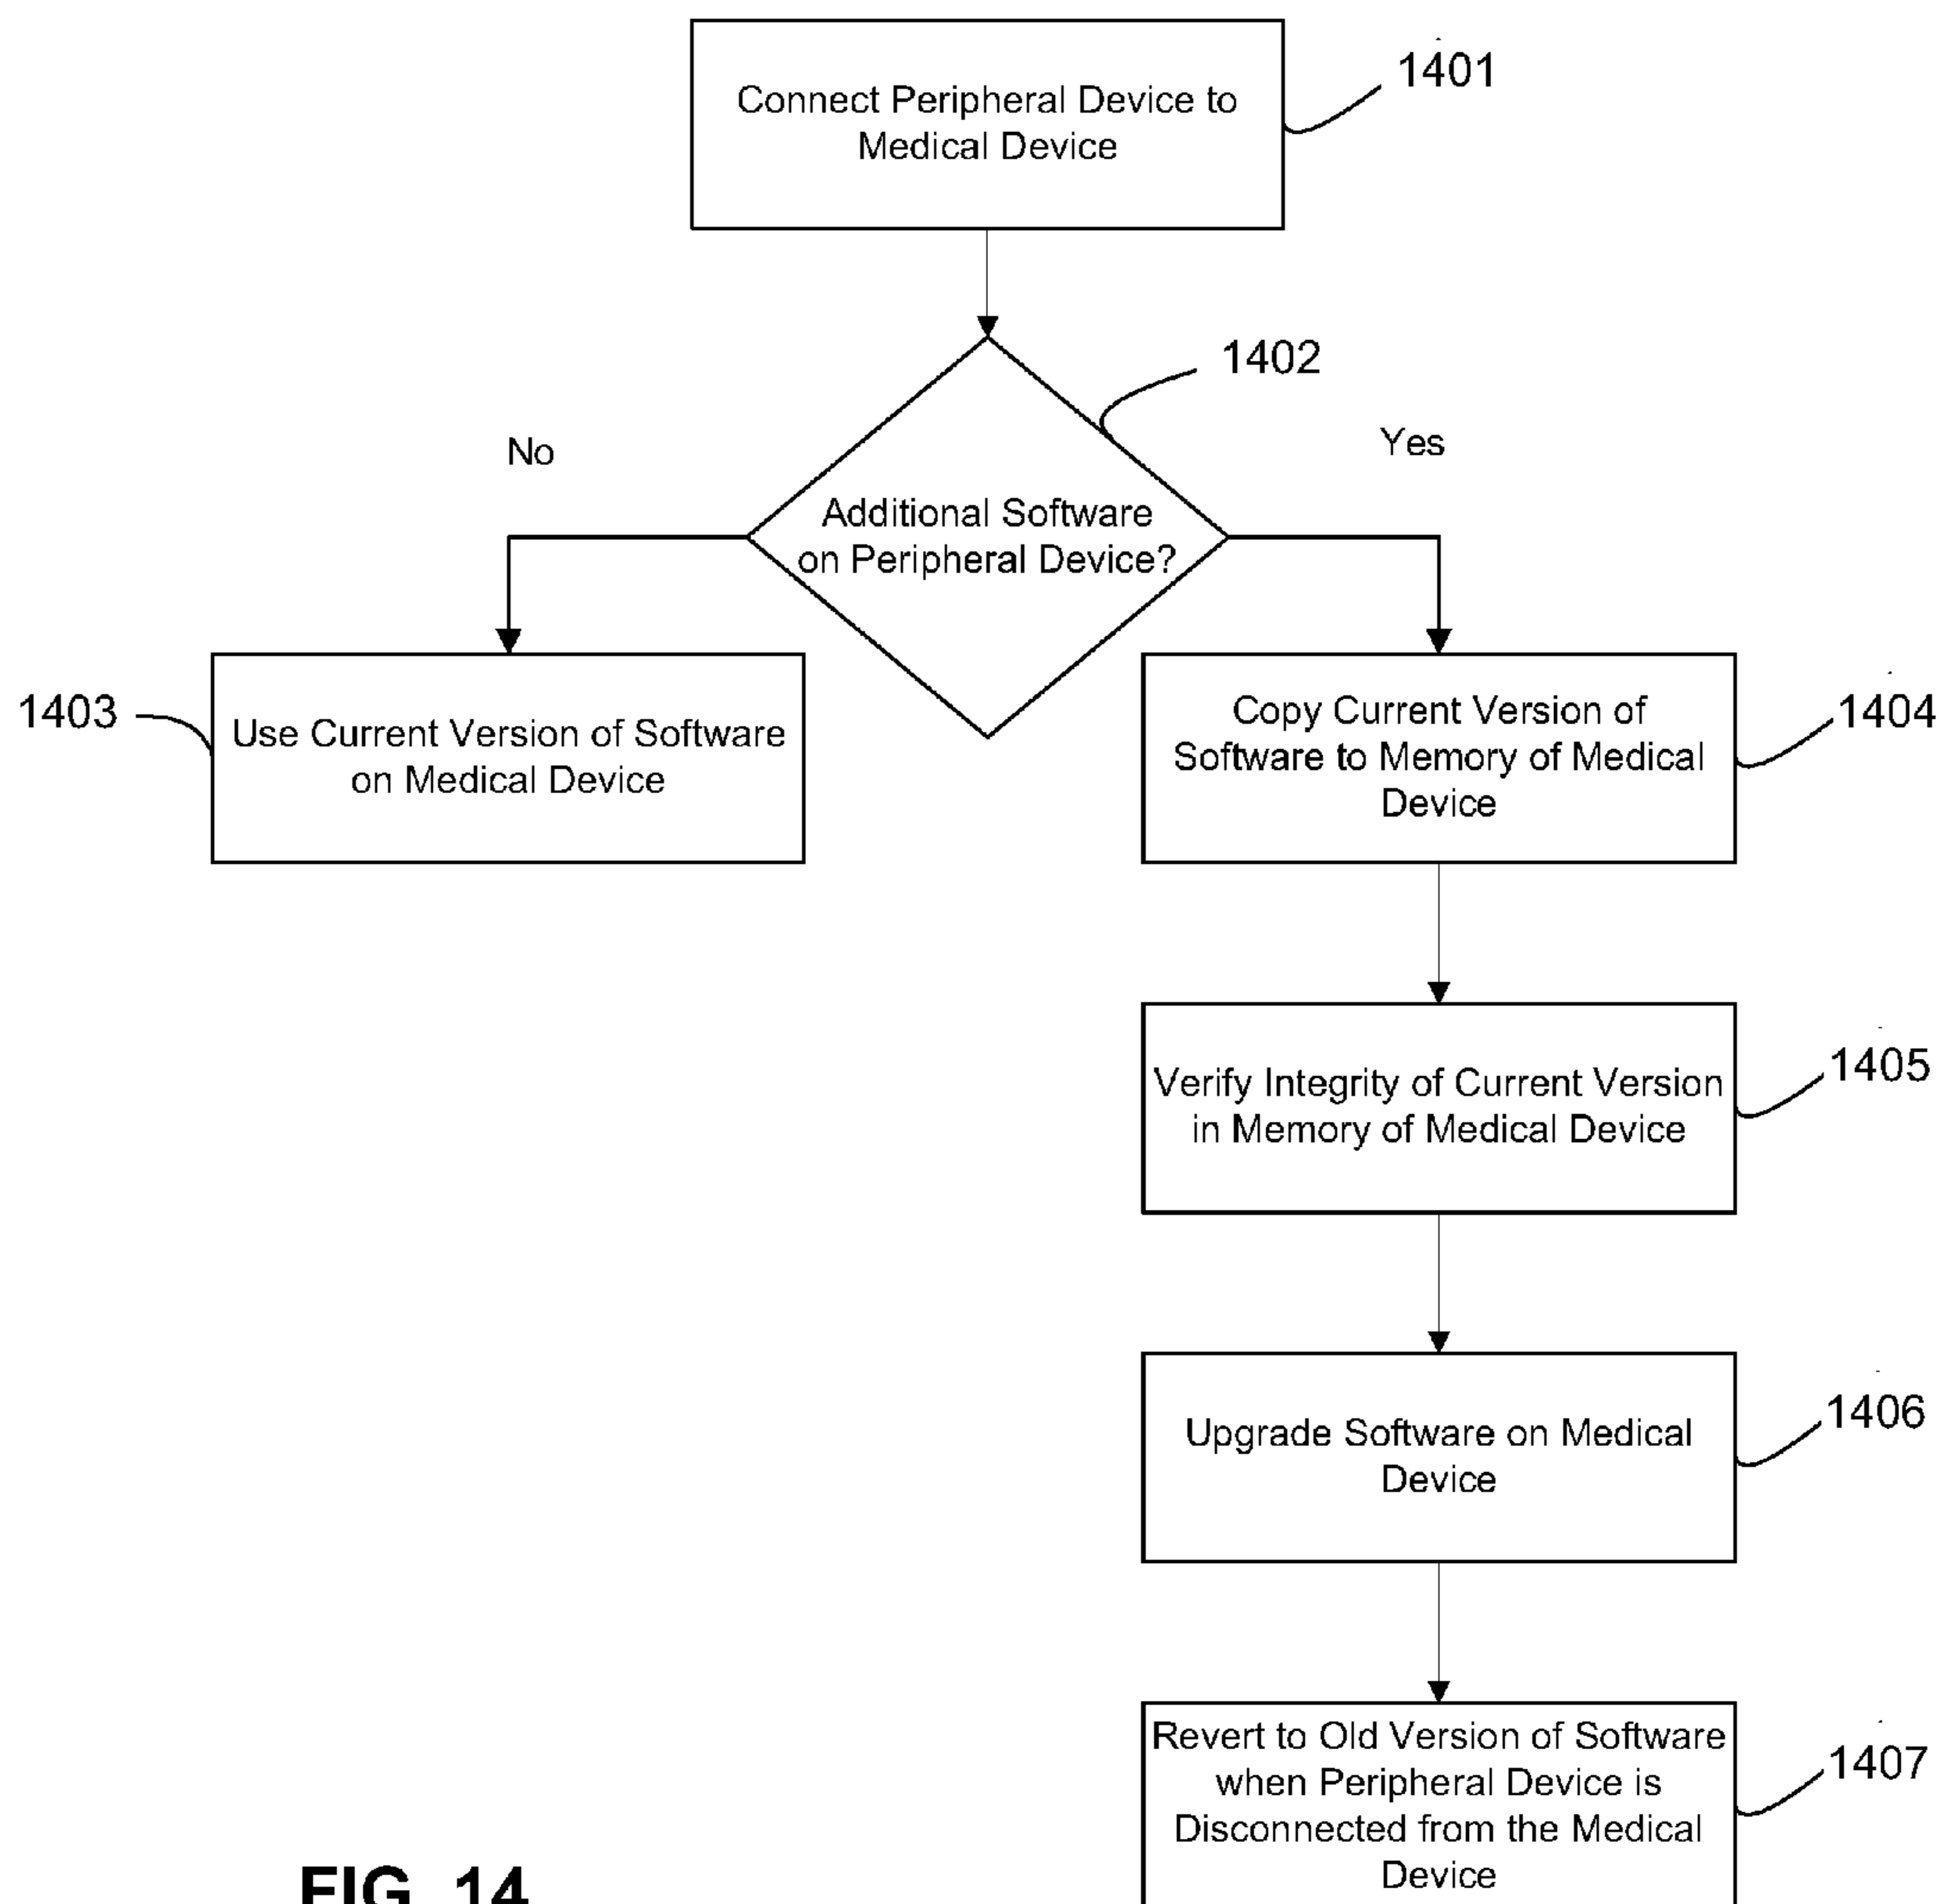 Connect Peripheral Device to
Medical Device
1401
1402
No
Yes
Additional Software
on Peripheral Device?
1403
Use Current Version of Software
on Medical Device
Copy Current Version of
Software to Memory of Medical
Device
1404
Verify Integrity of Current Version
in Memory of Medical Device
1405
Upgrade Software on Medical
Device
1406
Revert to Old Version of Software
when Peripheral Device is
Disconnected from the Medical
Device
1407
FIG. 14